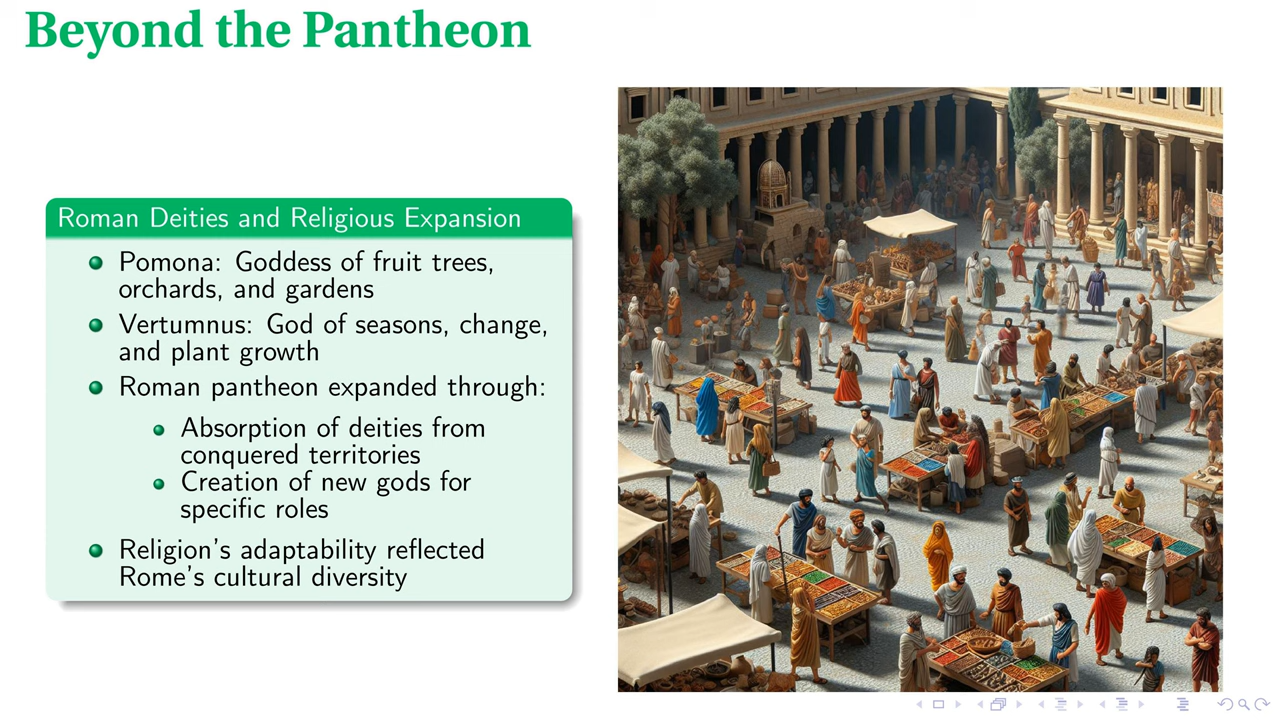 Beyond the Pantheon
Roman Deities and Religious Expansion
Pomona: Goddess of fruit trees,
orchards, and gardens
Vertumnus: God of seasons, change,
and plant growth
Roman pantheon expanded through:
Absorption of deities from
conquered territories
Creation of new gods for
specific roles
Religion's adaptability reflected
Rome's cultural diversity